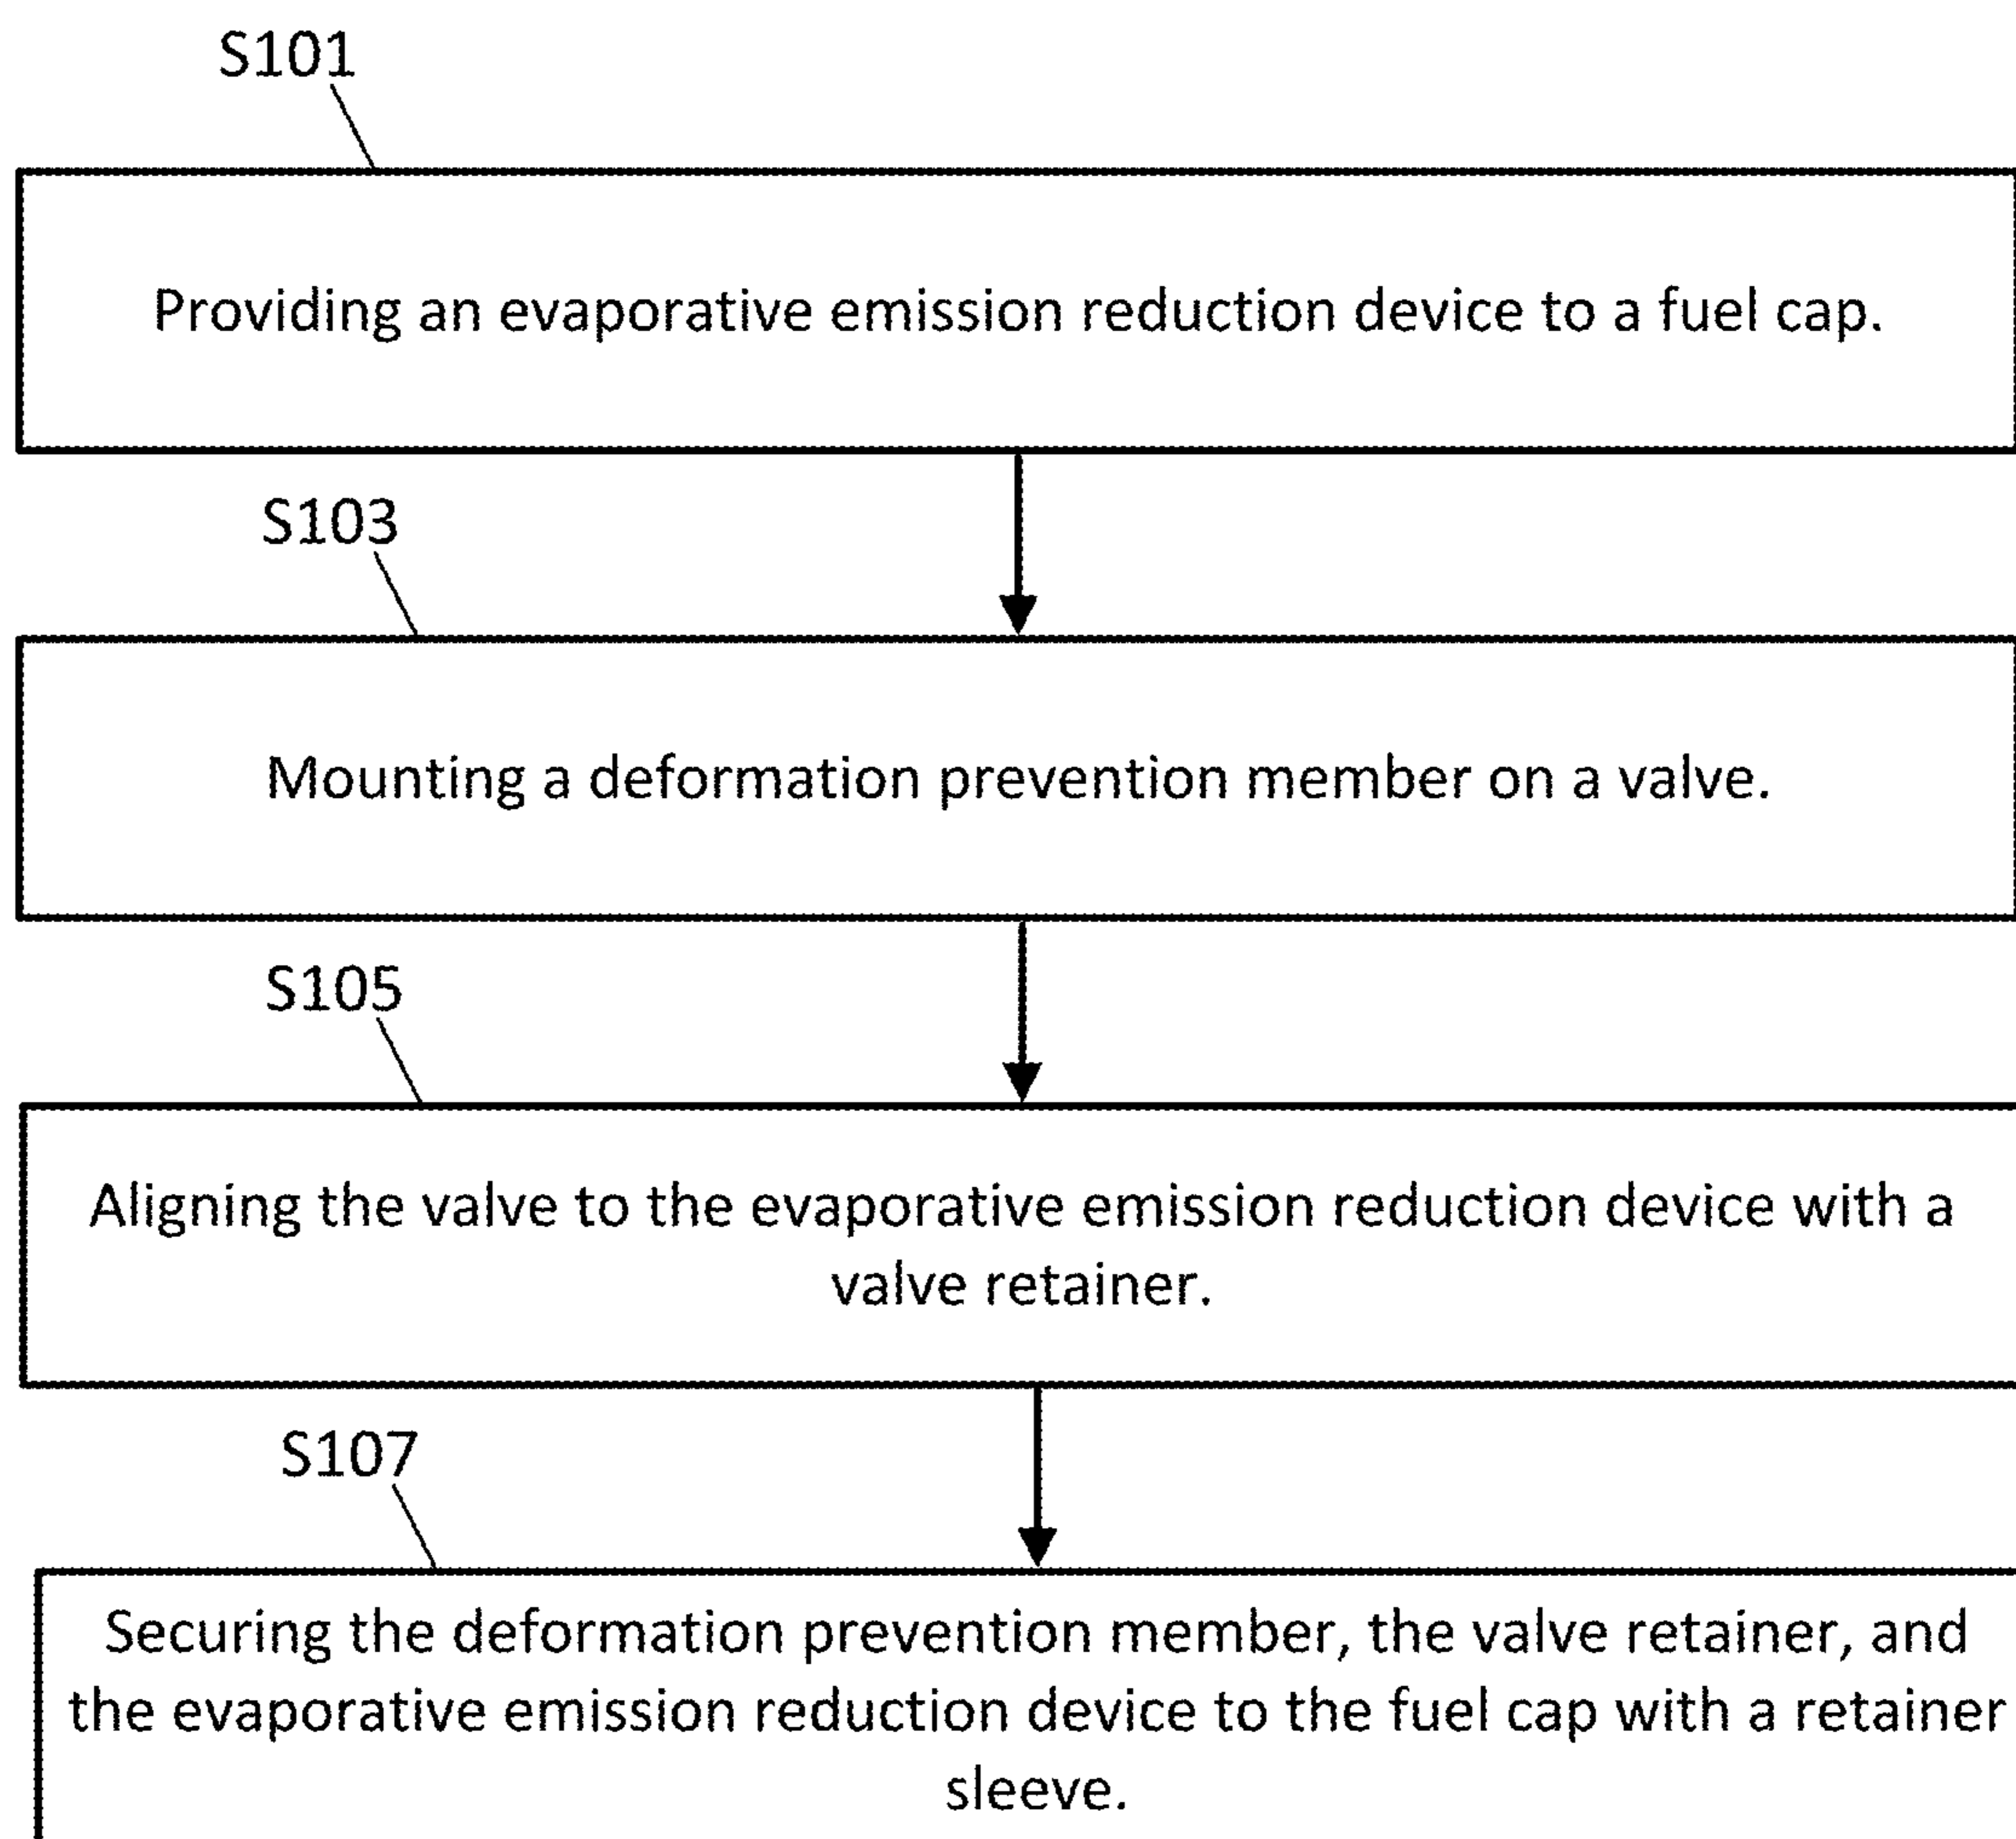 S101
Providing an evaporative emission reduction device to a fuel cap.
S103
Mounting a deformation prevention member on a valve.
S105
Aligning the valve to the evaporative emission reduction device with a
valve retainer.
S107
Securing the deformation prevention member, the valve retainer, and
the evaporative emission reduction device to the fuel cap with a retainer
sleeve.